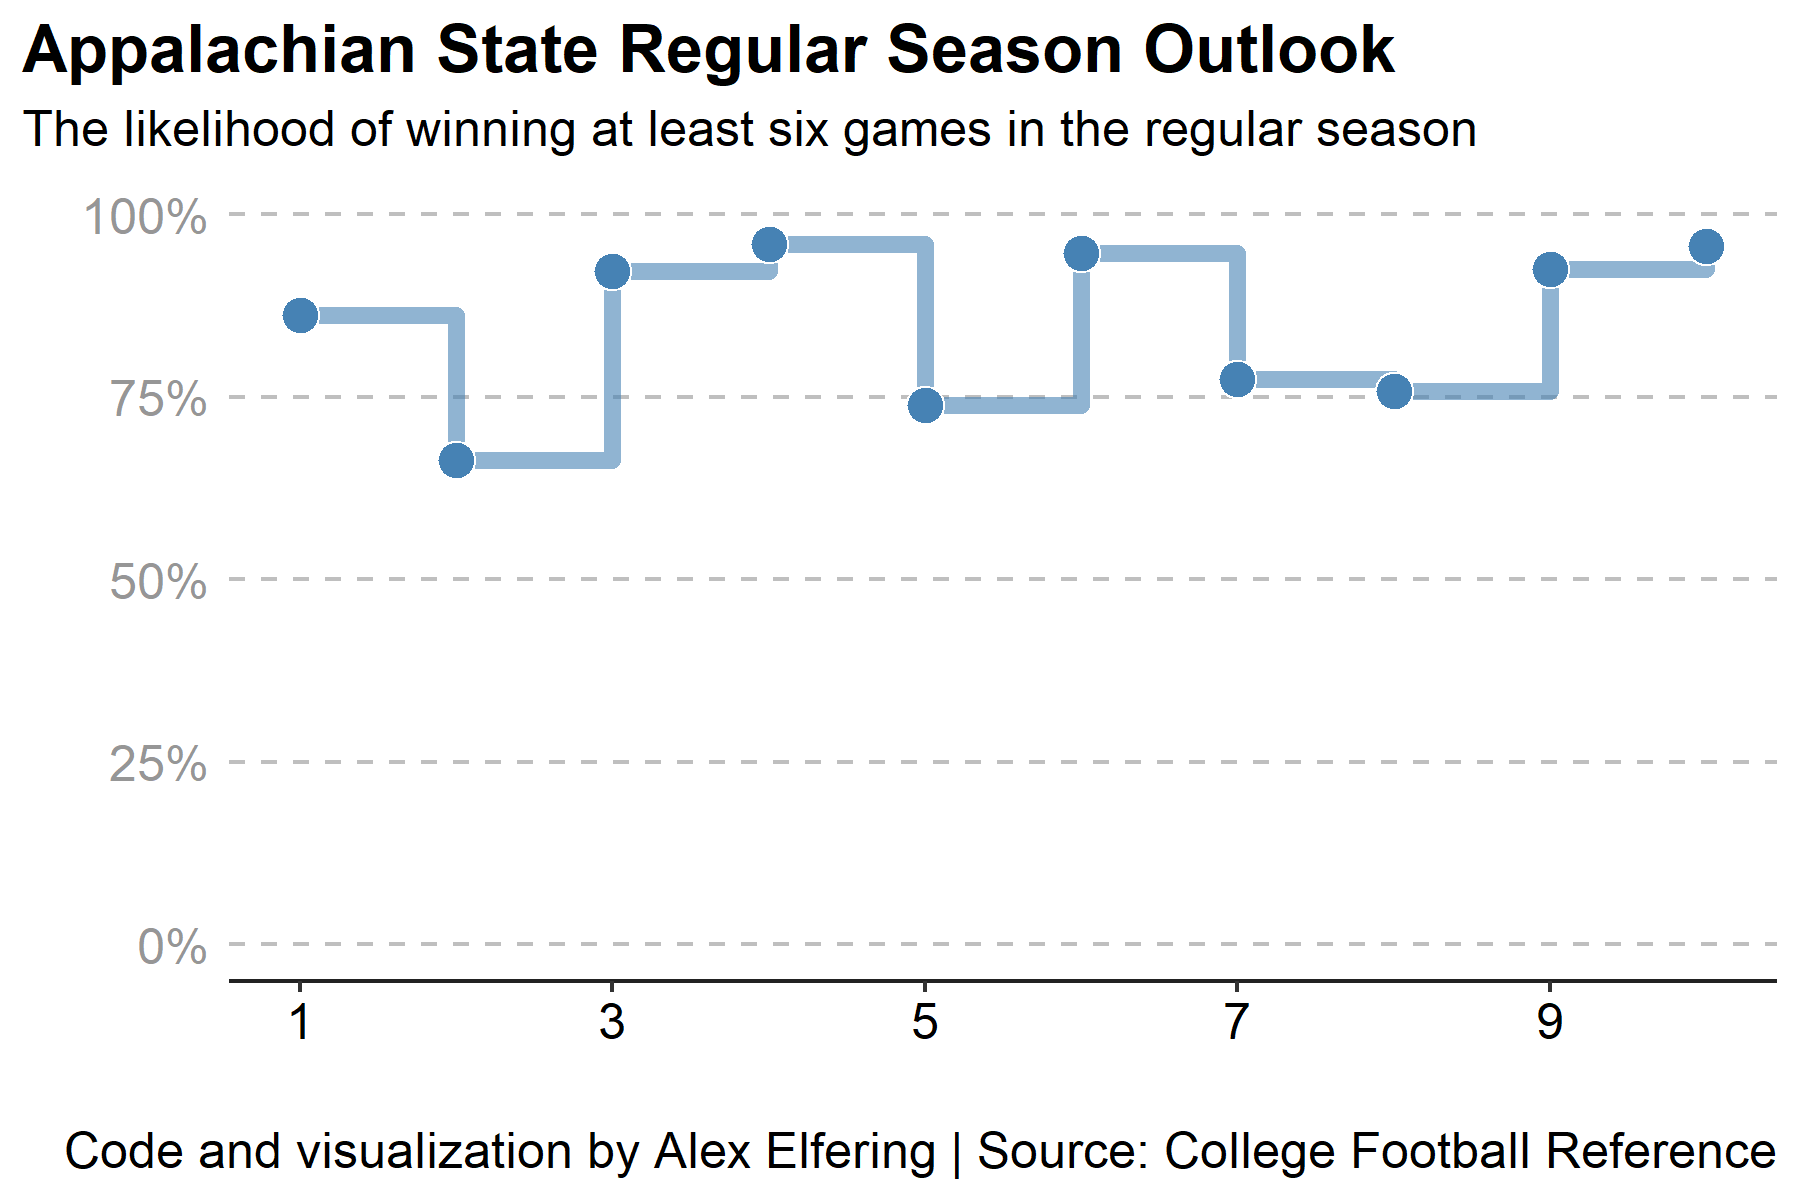 Appalachian State Regular Season Outlook
The likelihood of winning at least six games in the regular season
100%
75%
50%
25%
0%
1 3 5 7 9
Code and visualization by Alex Elfering | Source: College Football Reference